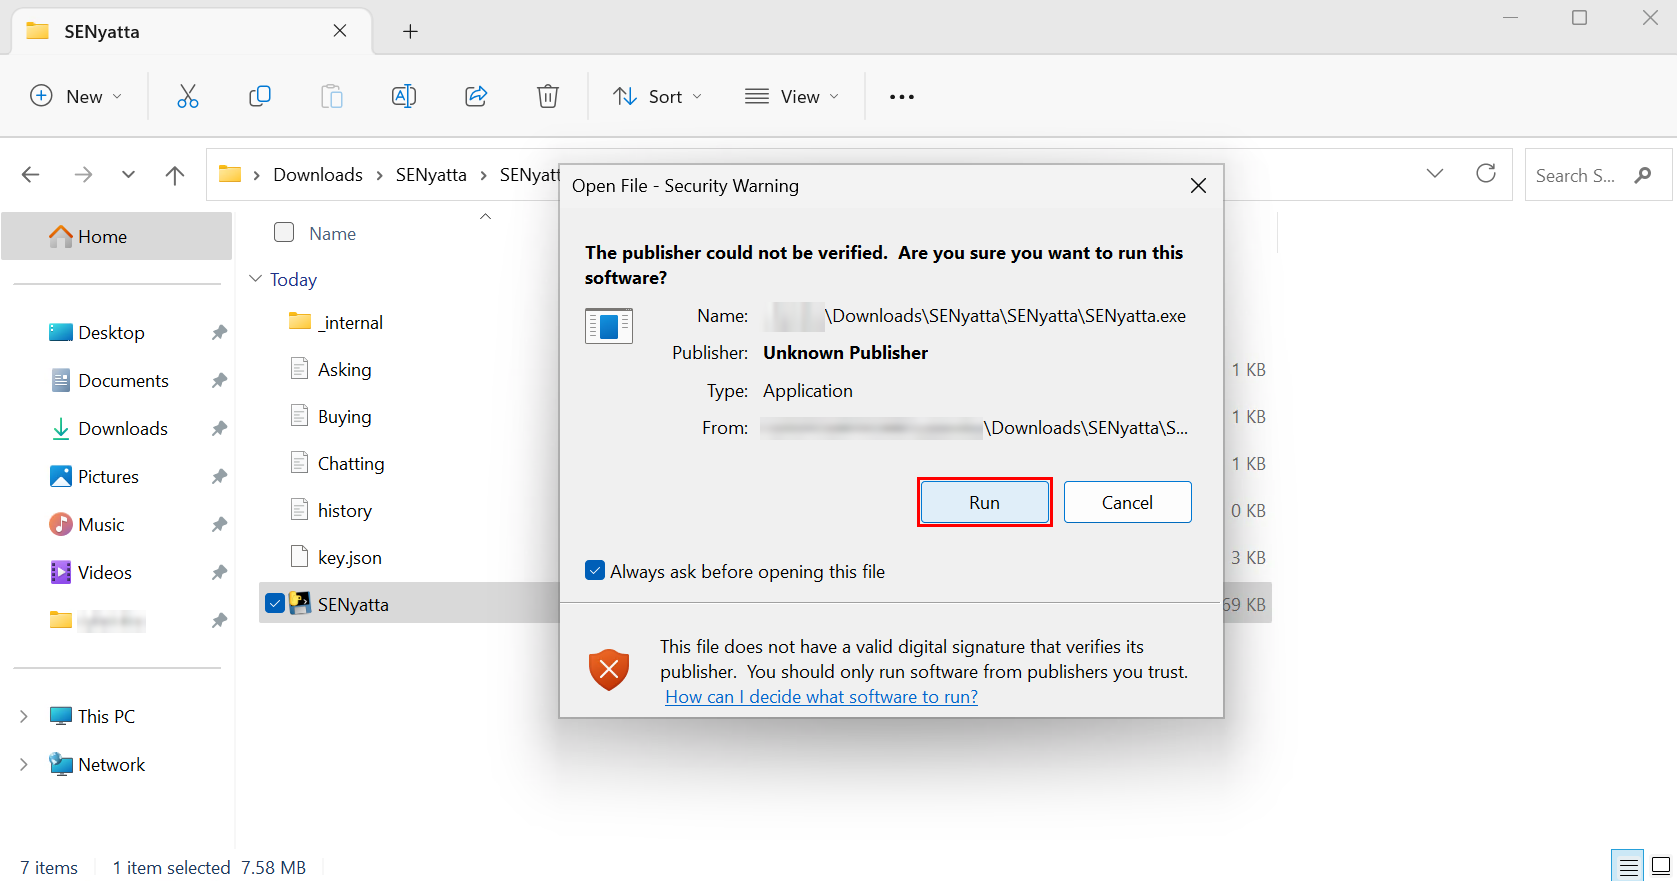 SENyatta
New
Sort
View
Downloads
SENyatta
SENyatt
Search S...
Home
Desktop
Documents
Downloads
Pictures
Music
Videos
This PC
Network
Name
Today
_internal
Asking
1 KB
Buying
1 KB
Chatting
1 KB
history
0 KB
key.json
3 KB
SENyatta
69 KB
Open File - Security Warning
The publisher could not be verified. Are you sure you want to run this
software?
Name: \Downloads\SENyatta\SENyatta\SENyatta.exe
Publisher: Unknown Publisher
Type: Application
From: \Downloads\SENyatta\S...
Run
Cancel
Always ask before opening this file
This file does not have a valid digital signature that verifies its
publisher. You should only run software from publishers you trust.
How can I decide what software to run?
7 items
1 item selected 7.58 MB